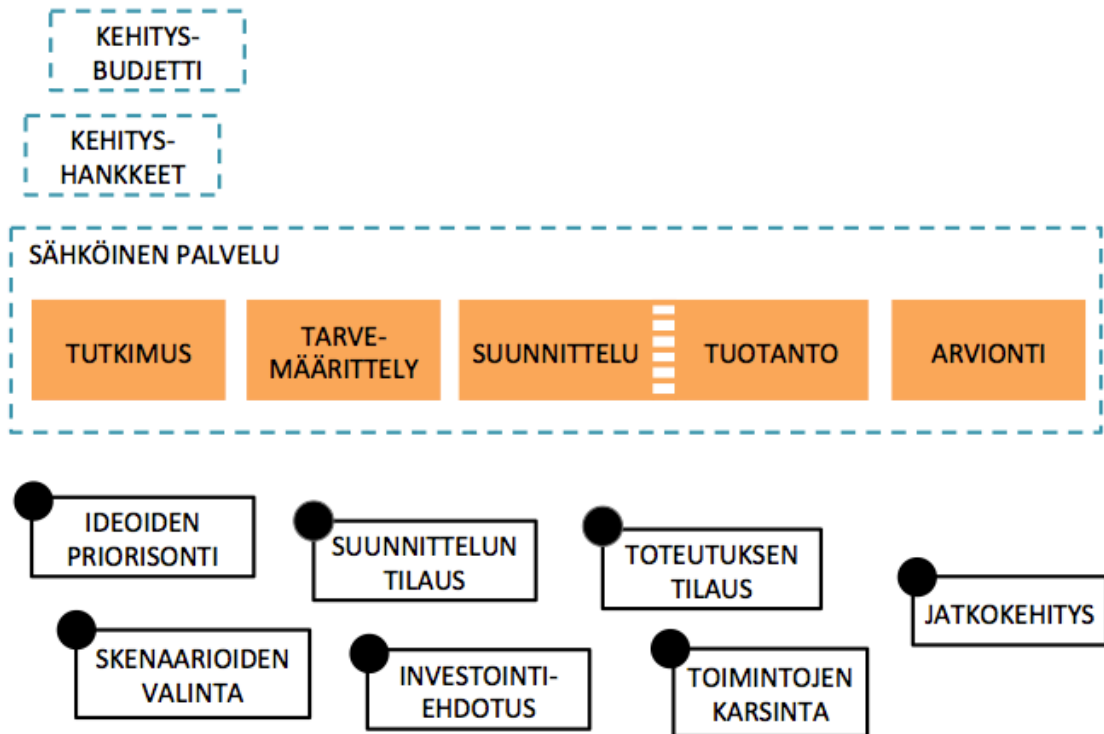 KEHITYS-
BUDJETTI
KEHITYS-
HANKKEET
SÄHKÖINEN PALVELU
TUTKIMUS
TARVE-
MÄÄRITTELY
SUUNNITTELU
TUOTANTO
ARVIONTI
IDEOIDEN
PRIORISONTI
SUUNNITTELUN
TILAUS
TOTEUTUKSEN
TILAUS
JATKOKEHITYS
SKENAARIOIDEN
VALINTA
INVESTOINTI-
EHDOTUS
TOIMINTOJEN
KARSINTA